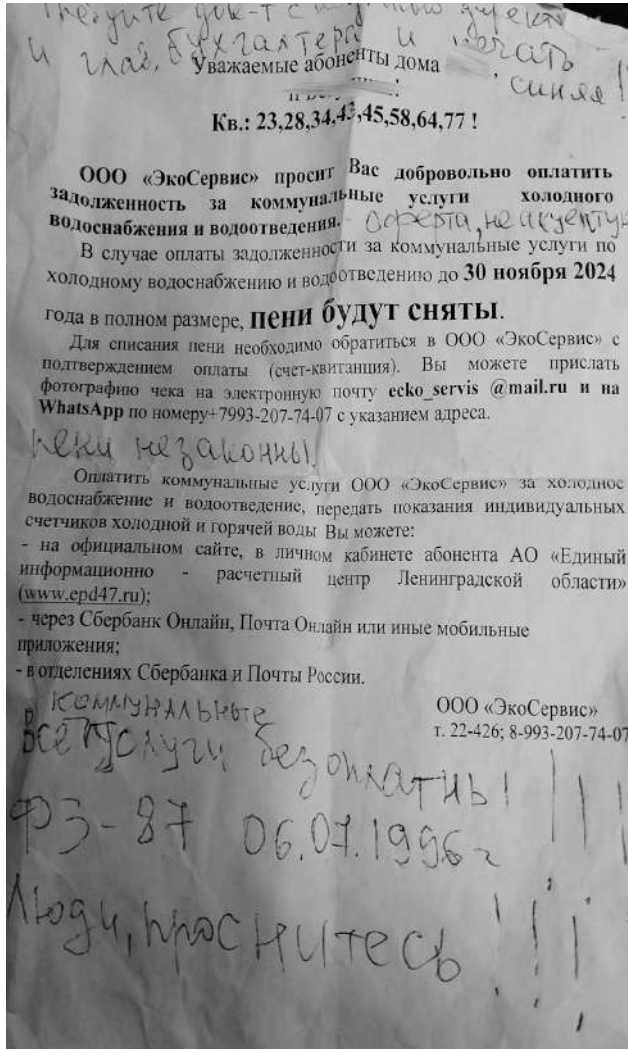 Требуйте док-т с подписью
и глав. бухгалтера и печать
синяя!
Уважаемые абоненты дома
Кв.: 23,28,34,43,45,58,64,77 !
ООО «ЭкоСервис» просит Вас добровольно оплатить
задолженность за коммунальные услуги холодного
водоснабжения и водоотведения. - оферта, не акцептую
В случае оплаты задолженности за коммунальные услуги по
холодному водоснабжению и водоотведению до 30 ноября 2024
года в полном размере, пени будут сняты.
Для списания пени необходимо обратиться в ООО «ЭкоСервис» с
подтверждением оплаты (счет-квитанция). Вы можете прислать
фотографию чека на электронную почту ecko_servis @mail.ru и на
WhatsApp по номеру+7993-207-74-07 с указанием адреса.
пени незаконны!
Оплатить коммунальные услуги ООО «ЭкоСервис» за холодное
водоснабжение и водоотведение, передать показания индивидуальных
счетчиков холодной и горячей воды Вы можете:
- на официальном сайте, в личном кабинете абонента АО «Единый
информационно - расчетный центр Ленинградской области»
(www.epd47.ru);
- через Сбербанк Онлайн, Почта Онлайн или иные мобильные
приложения;
- в отделениях Сбербанка и Почты России.
ООО «ЭкоСервис»
т. 22-426; 8-993-207-74-07
коммунальные
Все услуги безоплатны!!!!
ФЗ-87 06.07.1996г
Люди, проснитесь!!!!